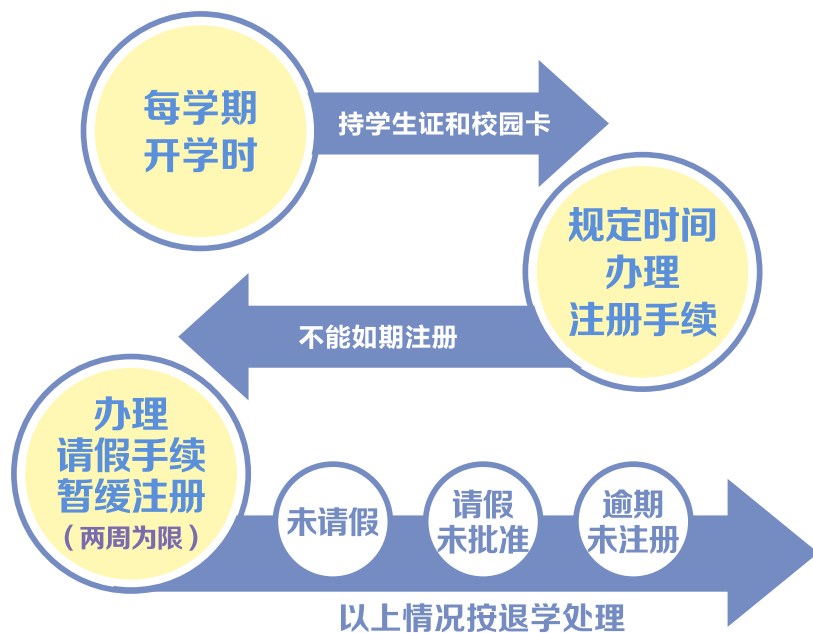 每学期
开学时
持学生证和校园卡
规定时间
办理
注册手续
不能如期注册
办理
请假手续
暂缓注册
（两周为限）
未请假
请假
未批准
逾期
未注册
以上情况按退学处理